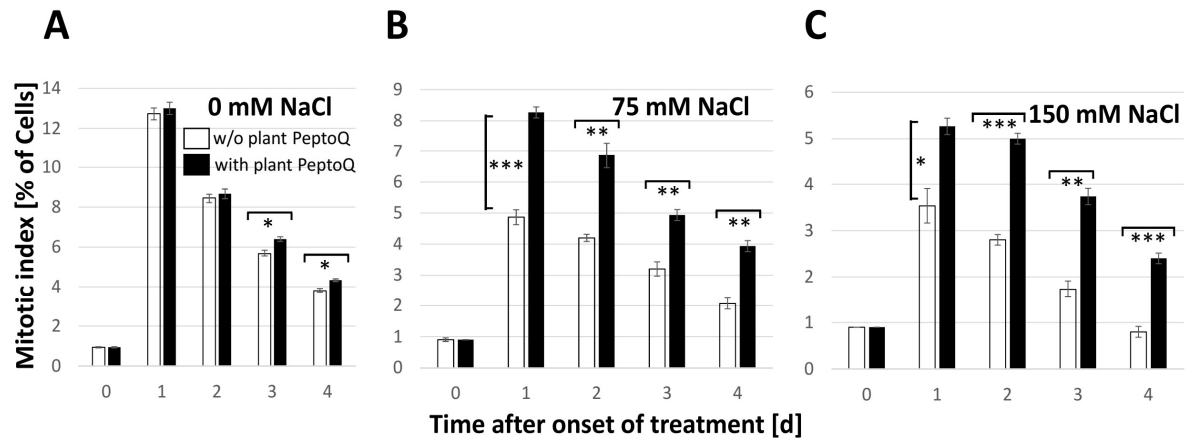 A
B
C
Mitotic index [% of Cells]
14
12
10
8
6
4
2
0
0 mM NaCl
w/o plant PeptoQ
with plant PeptoQ
*
*
0 1 2 3 4
9
8
7
6
5
4
3
2
1
0
75 mM NaCl
***
**
**
**
0 1 2 3 4
6
5
4
3
2
1
0
150 mM NaCl
*
***
**
***
0 1 2 3 4
Time after onset of treatment [d]